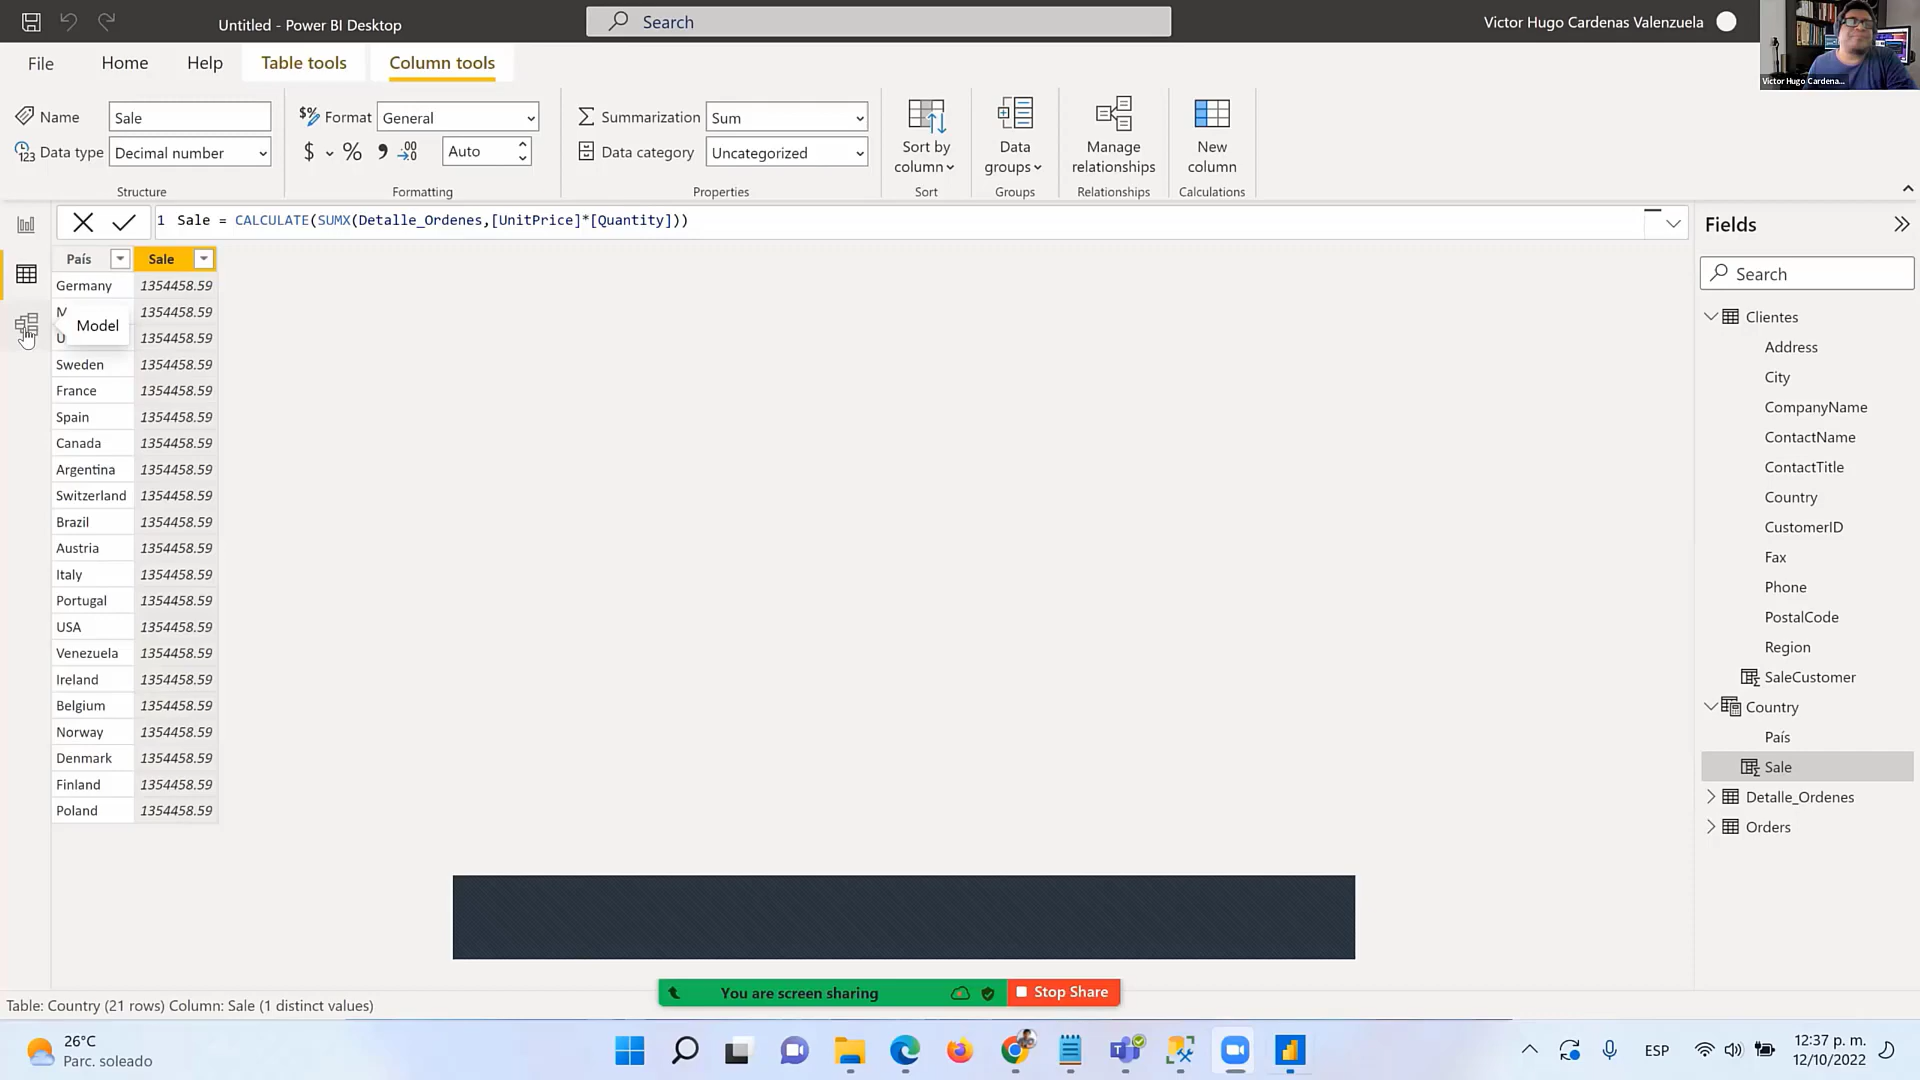 Untitled - Power BI Desktop
Search
Victor Hugo Cardenas Valenzuela
Victor Hugo Cardena...
File
Home
Help
Table tools
Column tools
Name
Sale
Format
General
Summarization
Sum
Data type
Decimal number
Auto
Data category
Uncategorized
Sort by column
Data groups
Manage relationships
New column
Structure
Formatting
Properties
Sort
Groups
Relationships
Calculations
1 Sale = CALCULATE(SUMX(Detalle_Ordenes,[UnitPrice]*[Quantity]))
País Sale
Germany 1354458.59
M 1354458.59
Model
U 1354458.59
Sweden 1354458.59
France 1354458.59
Spain 1354458.59
Canada 1354458.59
Argentina 1354458.59
Switzerland 1354458.59
Brazil 1354458.59
Austria 1354458.59
Italy 1354458.59
Portugal 1354458.59
USA 1354458.59
Venezuela 1354458.59
Ireland 1354458.59
Belgium 1354458.59
Norway 1354458.59
Denmark 1354458.59
Finland 1354458.59
Poland 1354458.59
Fields
Search
Clientes
Address
City
CompanyName
ContactName
ContactTitle
Country
CustomerID
Fax
Phone
PostalCode
Region
SaleCustomer
Country
País
Sale
Detalle_Ordenes
Orders
You are screen sharing
Stop Share
Table: Country (21 rows) Column: Sale (1 distinct values)
26°C
Parc. soleado
ESP
12:37 p. m.
12/10/2022